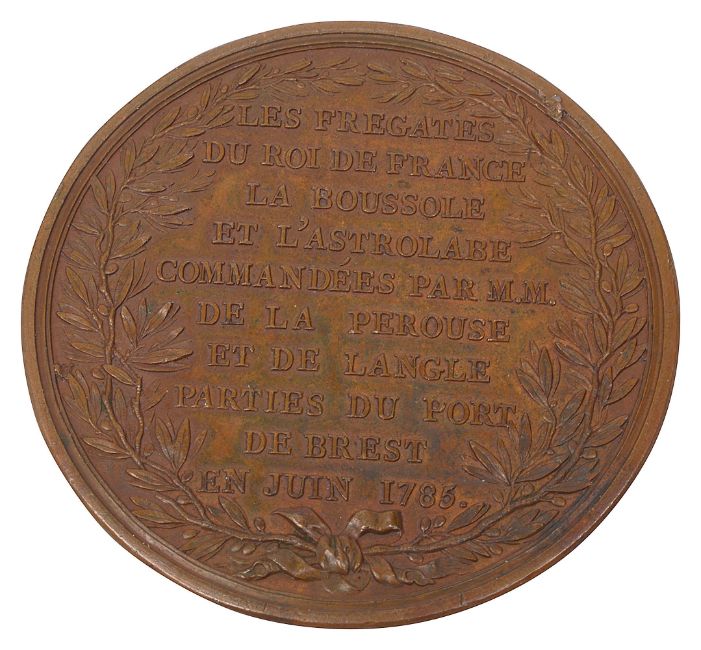 LES FREGATES
DU ROI DE FRANCE
LA BOUSSOLE
ET L'ASTROLABE
COMMANDÉES PAR M.M.
DE LA PEROUSE
ET DE LANGLE
PARTIES DU PORT
DE BREST
EN JUIN 1785.